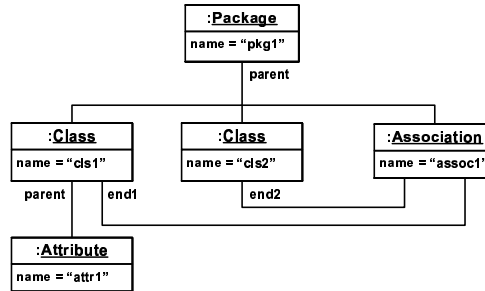 :Package
name = “pkg1”
parent
:Class
name = “cls1”
:Class
name = “cls2”
:Association
name = “assoc1”
parent
end1
end2
:Attribute
name = “attr1”